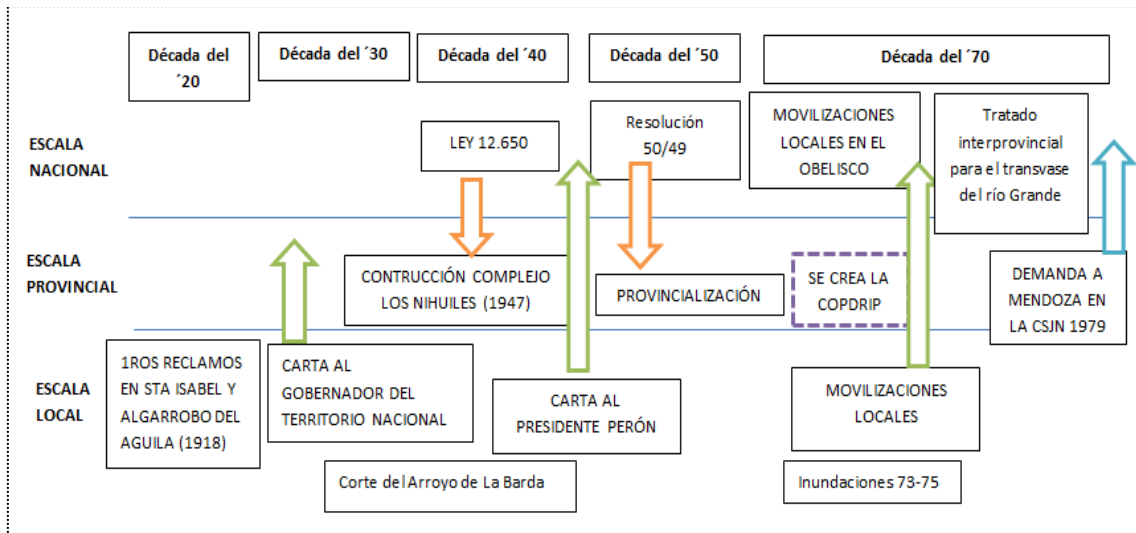 Década del
´20
Década del ´30
Década del ´40
Década del ´50
Década del ´70
ESCALA
NACIONAL
LEY 12.650
Resolución
50/49
MOVILIZACIONES
LOCALES EN EL
OBELISCO
Tratado
interprovincial
para el transvase
del río Grande
ESCALA
PROVINCIAL
CONTRUCCIÓN COMPLEJO
LOS NIHUILES (1947)
PROVINCIALIZACIÓN
SE CREA LA
COPDRIP
DEMANDA A
MENDOZA EN
LA CSJN 1979
ESCALA
LOCAL
1ROS RECLAMOS
EN STA ISABEL Y
ALGARROBO DEL
AGUILA (1918)
CARTA AL
GOBERNADOR DEL
TERRITORIO NACIONAL
CARTA AL
PRESIDENTE PERÓN
MOVILIZACIONES
LOCALES
Corte del Arroyo de La Barda
Inundaciones 73-75